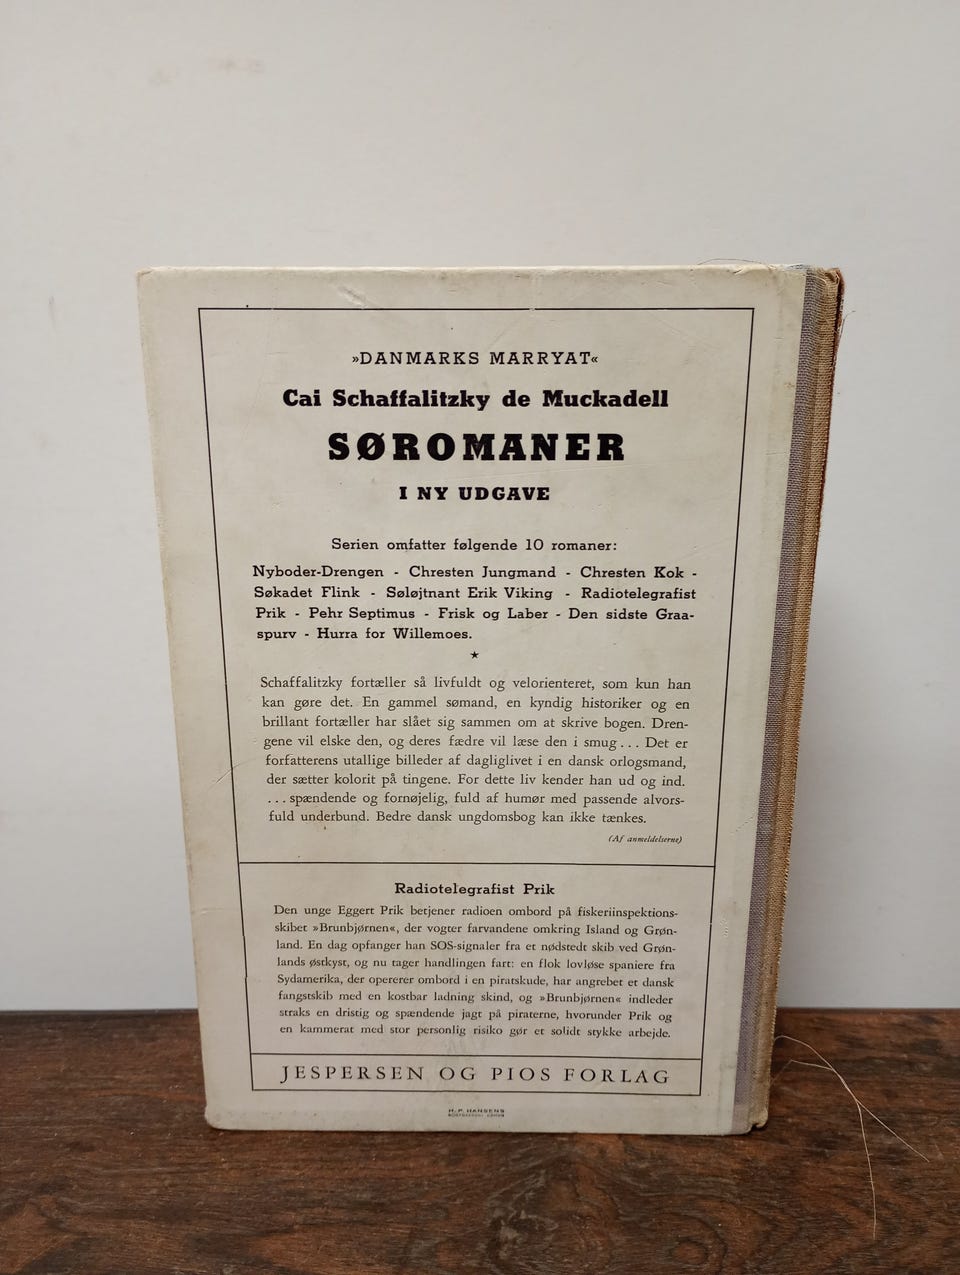 »DANMARKS MARRYAT«
Cai Schaffalitzky de Muckadell
SØROMANER
I NY UDGAVE
Serien omfatter følgende 10 romaner:
Nyboder-Drengen - Chresten Jungmand - Chresten Kok -
Søkadet Flink - Søløjtnant Erik Viking - Radiotelegrafist
Prik - Pehr Septimus - Frisk og Laber - Den sidste Graa-
spurv - Hurra for Willemoes.
★
Schaffalitzky fortæller så livfuldt og velorienteret, som kun han
kan gøre det. En gammel sømand, en kyndig historiker og en
brillant fortæller har slået sig sammen om at skrive bogen. Dren-
gene vil elske den, og deres fædre vil læse den i smug... Det er
forfatterens utallige billeder af dagliglivet i en dansk orlogsmand,
der sætter kolorit på tingene. For dette liv kender han ud og ind.
... spændende og fornøjelig, fuld af humør med passende alvors-
fuld underbund. Bedre dansk ungdomsbog kan ikke tænkes.
(Af anmeldelserne)
Radiotelegrafist Prik
Den unge Eggert Prik betjener radioen ombord på fiskeriinspektions-
skibet »Brunbjørnen«, der vogter farvandene omkring Island og Grøn-
land. En dag opfanger han SOS-signaler fra et nødstedt skib ved Grøn-
lands østkyst, og nu tager handlingen fart: en flok lovløse spaniere fra
Sydamerika, der opererer ombord i en piratskude, har angrebet et dansk
fangstskib med en kostbar ladning skind, og »Brunbjørnen« indleder
straks en dristig og spændende jagt på piraterne, hvorunder Prik og
en kammerat med stor personlig risiko gør et solidt stykke arbejde.
JESPERSEN OG PIOS FORLAG
H.P. HANSENS